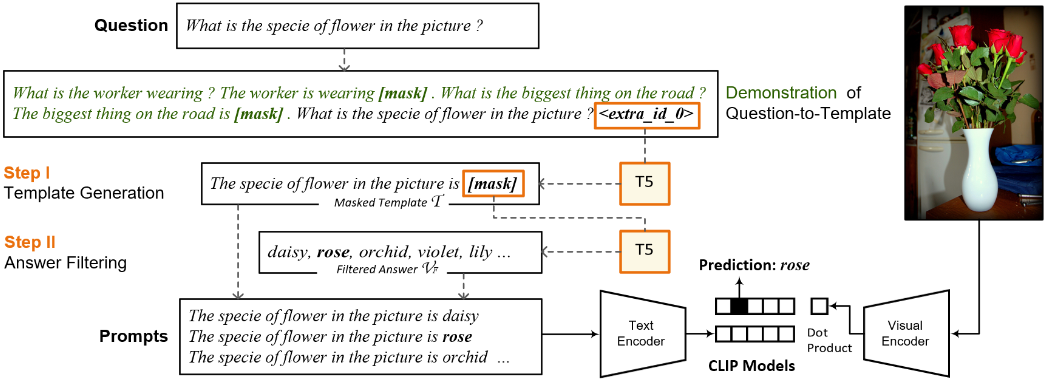 Question
What is the specie of flower in the picture ?
What is the worker wearing ? The worker is wearing [mask] . What is the biggest thing on the road ?
The biggest thing on the road is [mask] . What is the specie of flower in the picture ? <extra_id_0>
Demonstration of
Question-to-Template
Step I
Template Generation
The specie of flower in the picture is [mask]
Masked Template 𝒯
T5
Step II
Answer Filtering
daisy, rose, orchid, violet, lily ...
Filtered Answer 𝒱F
T5
Prompts
The specie of flower in the picture is daisy
The specie of flower in the picture is rose
The specie of flower in the picture is orchid ...
Text
Encoder
Prediction: rose
Dot
Product
CLIP Models
Visual
Encoder